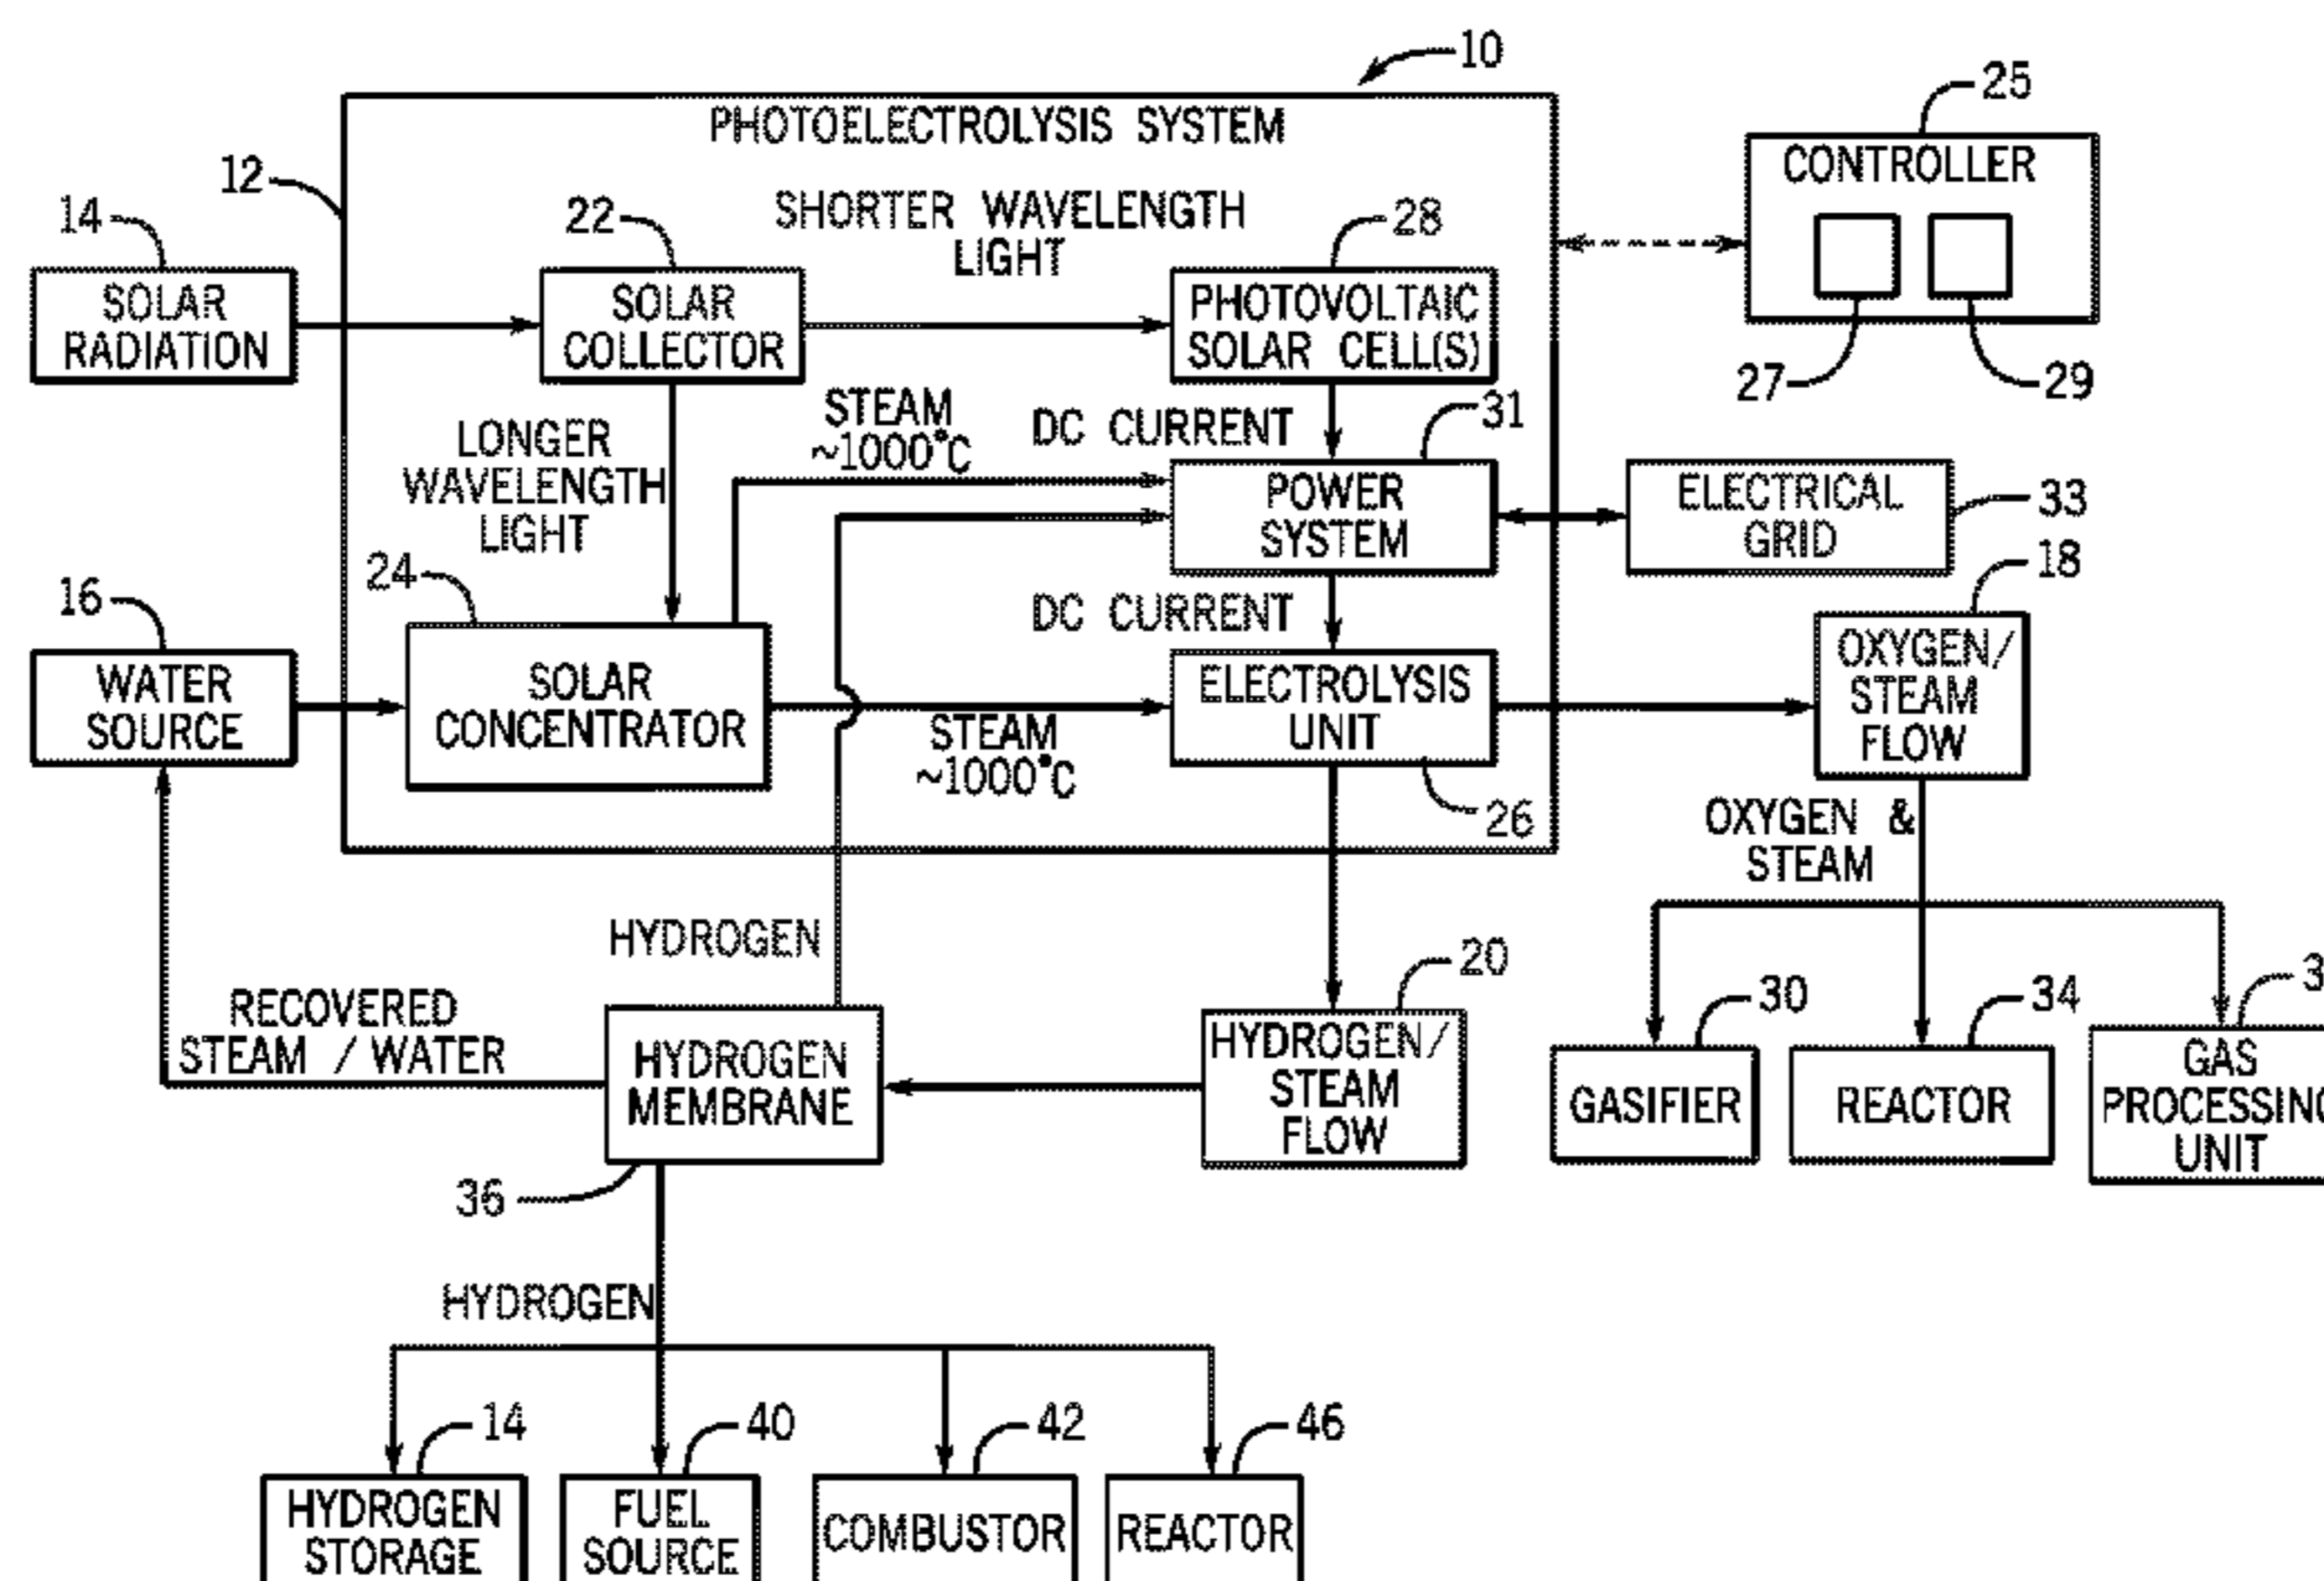 10
PHOTOELECTROLYSIS SYSTEM
25
CONTROLLER
12
14
22
SHORTER WAVELENGTH
LIGHT
28
SOLAR
RADIATION
SOLAR
COLLECTOR
PHOTOVOLTAIC
SOLAR CELL(S)
27
29
LONGER
WAVELENGTH
LIGHT
STEAM
~1000°C
DC CURRENT
31
POWER
SYSTEM
ELECTRICAL
GRID
33
24
16
DC CURRENT
18
WATER
SOURCE
SOLAR
CONCENTRATOR
STEAM
~1000°C
ELECTROLYSIS
UNIT
26
OXYGEN/
STEAM
FLOW
OXYGEN &
STEAM
HYDROGEN
20
30
34
RECOVERED
STEAM / WATER
HYDROGEN
MEMBRANE
36
HYDROGEN/
STEAM
FLOW
GASIFIER
REACTOR
GAS
PROCESSING
UNIT
HYDROGEN
14
40
42
46
HYDROGEN
STORAGE
FUEL
SOURCE
COMBUSTOR
REACTOR